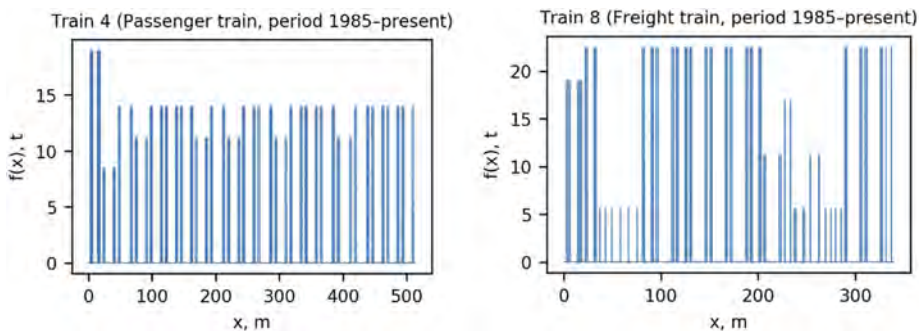 Train 4 (Passenger train, period 1985–present)
f(x), t
15
10
5
0
0 100 200 300 400 500
x, m
Train 8 (Freight train, period 1985–present)
f(x), t
20
15
10
5
0
0 100 200 300
x, m